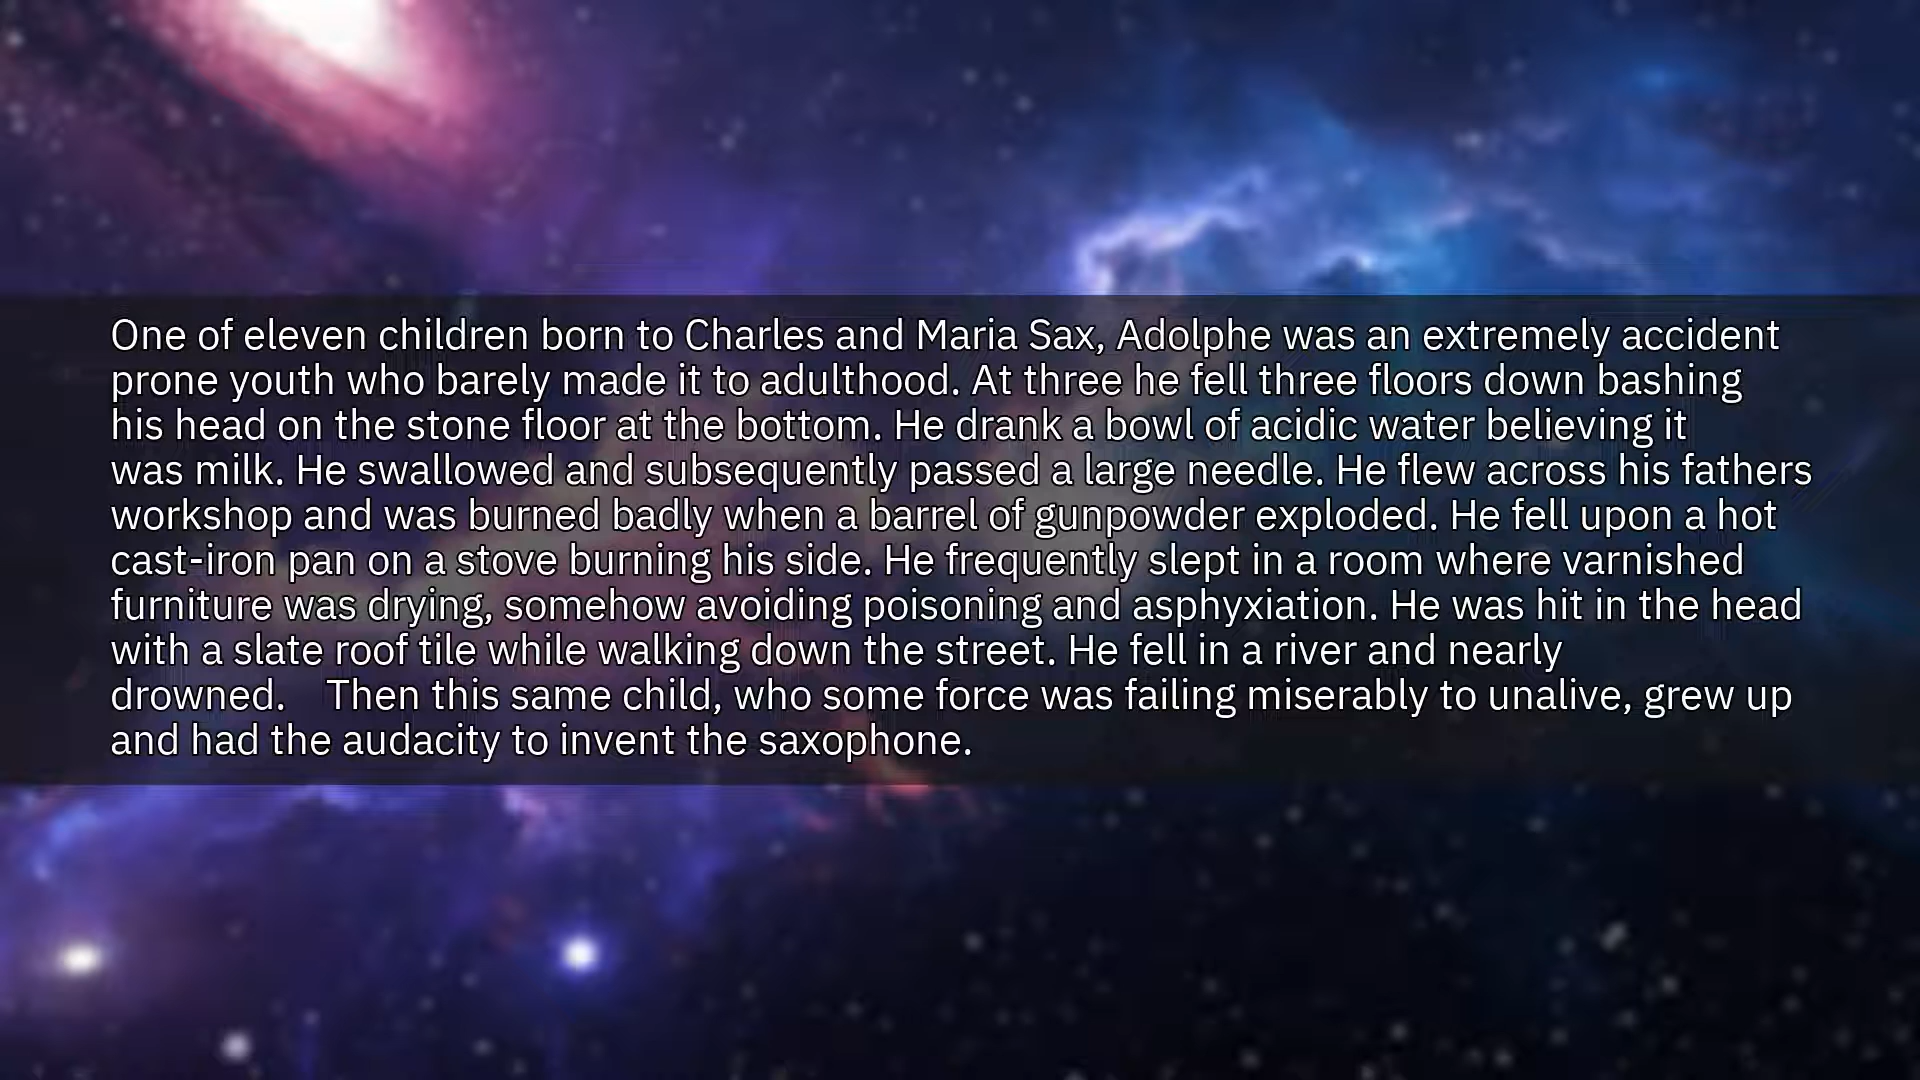 One of eleven children born to Charles and Maria Sax, Adolphe was an extremely accident
prone youth who barely made it to adulthood. At three he fell three floors down bashing
his head on the stone floor at the bottom. He drank a bowl of acidic water believing it
was milk. He swallowed and subsequently passed a large needle. He flew across his fathers
workshop and was burned badly when a barrel of gunpowder exploded. He fell upon a hot
cast-iron pan on a stove burning his side. He frequently slept in a room where varnished
furniture was drying, somehow avoiding poisoning and asphyxiation. He was hit in the head
with a slate roof tile while walking down the street. He fell in a river and nearly
drowned.    Then this same child, who some force was failing miserably to unalive, grew up
and had the audacity to invent the saxophone.